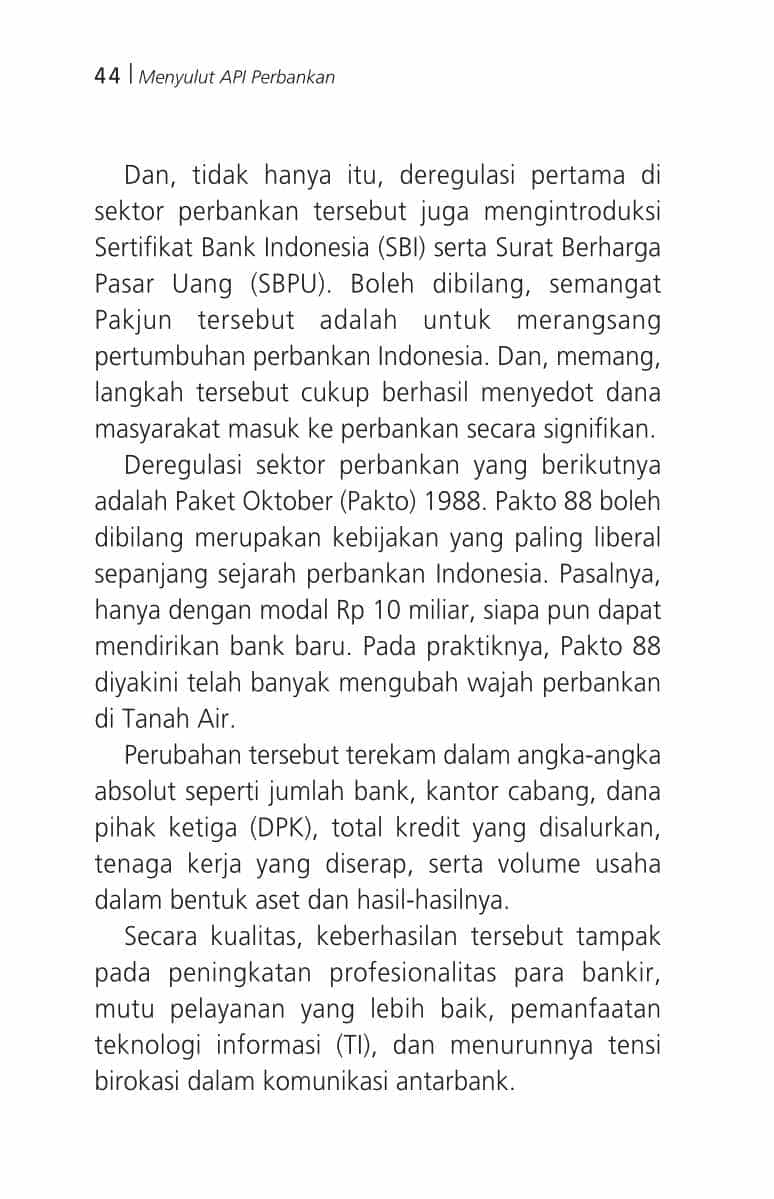 44 | Menyulut API Perbankan
Dan, tidak hanya itu, deregulasi pertama di
sektor perbankan tersebut juga mengintroduksi
Sertifikat Bank Indonesia (SBI) serta Surat Berharga
Pasar Uang (SBPU). Boleh dibilang, semangat
Pakjun tersebut adalah untuk merangsang
pertumbuhan perbankan Indonesia. Dan, memang,
langkah tersebut cukup berhasil menyedot dana
masyarakat masuk ke perbankan secara signifikan.
Deregulasi sektor perbankan yang berikutnya
adalah Paket Oktober (Pakto) 1988. Pakto 88 boleh
dibilang merupakan kebijakan yang paling liberal
sepanjang sejarah perbankan Indonesia. Pasalnya,
hanya dengan modal Rp 10 miliar, siapa pun dapat
mendirikan bank baru. Pada praktiknya, Pakto 88
diyakini telah banyak mengubah wajah perbankan
di Tanah Air.
Perubahan tersebut terekam dalam angka-angka
absolut seperti jumlah bank, kantor cabang, dana
pihak ketiga (DPK), total kredit yang disalurkan,
tenaga kerja yang diserap, serta volume usaha
dalam bentuk aset dan hasil-hasilnya.
Secara kualitas, keberhasilan tersebut tampak
pada peningkatan profesionalitas para bankir,
mutu pelayanan yang lebih baik, pemanfaatan
teknologi informasi (TI), dan menurunnya tensi
birokasi dalam komunikasi antarbank.